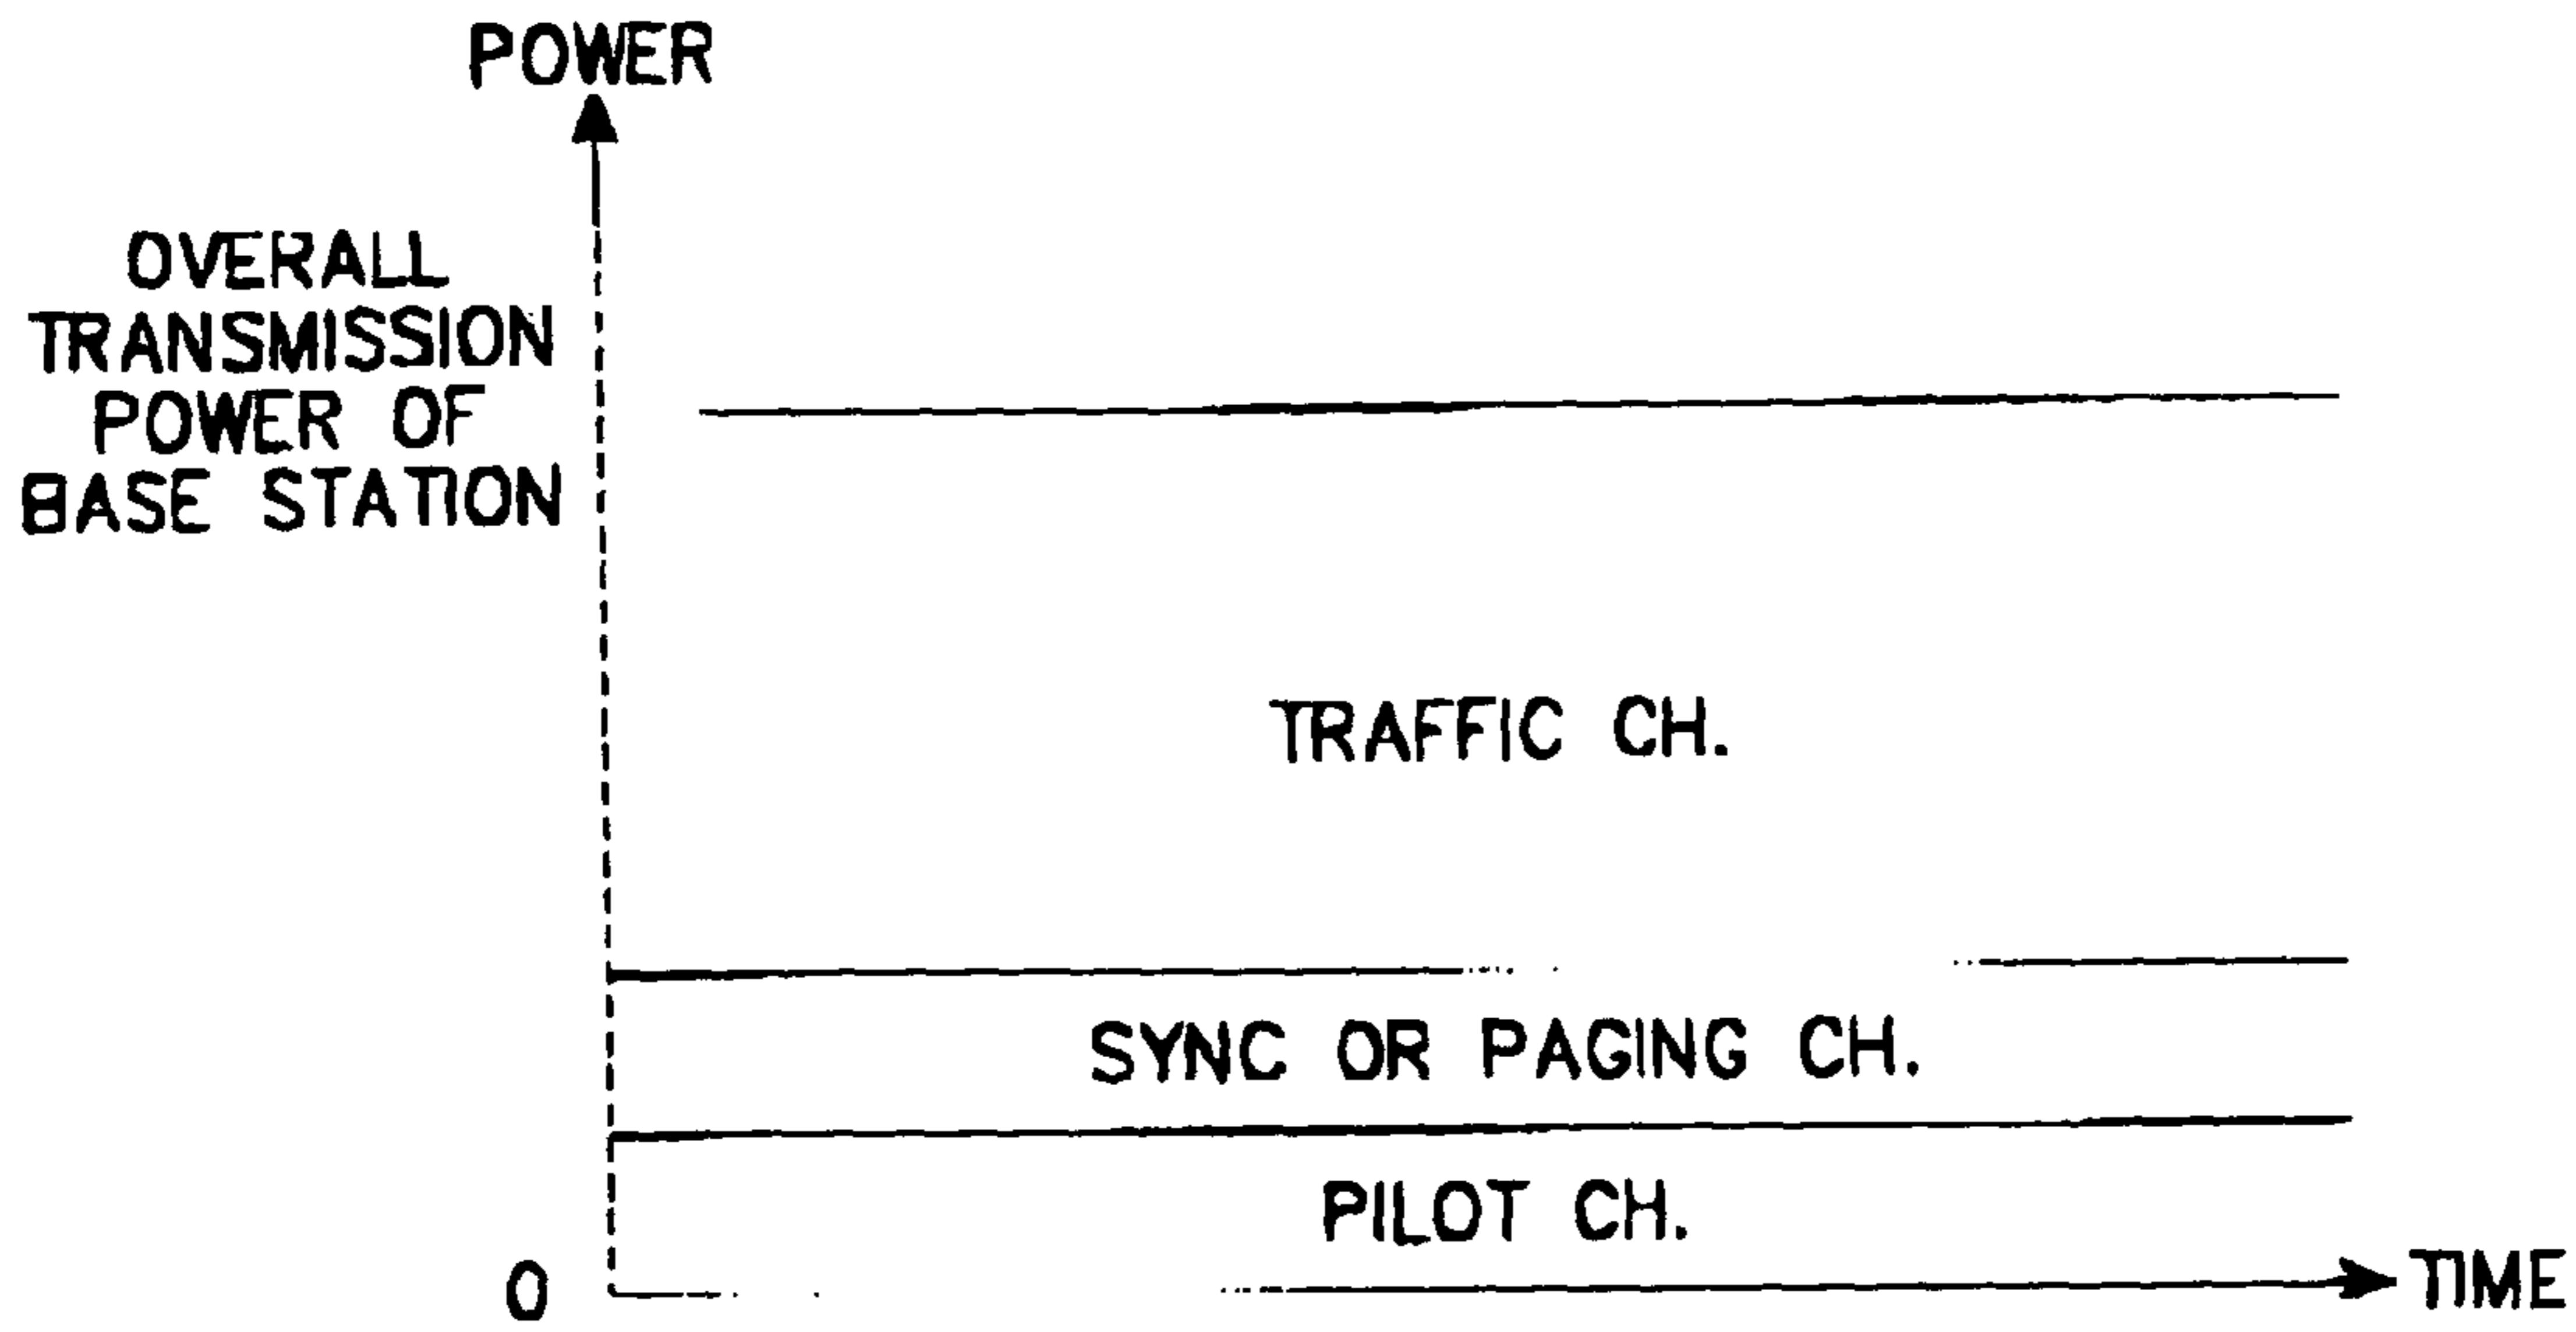 POWER
OVERALL
TRANSMISSION
POWER OF
BASE STATION
TRAFFIC CH.
SYNC OR PAGING CH.
PILOT CH.
0
TIME